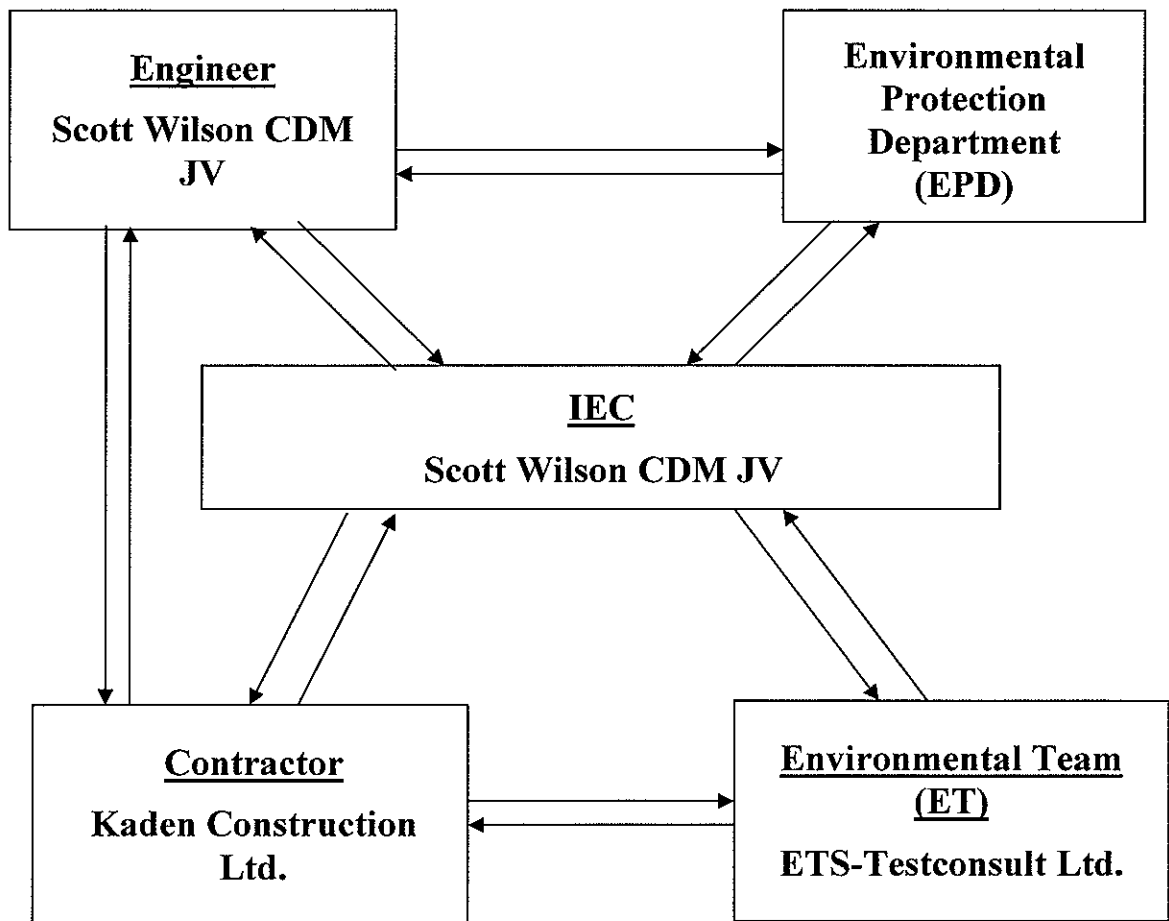 Engineer
Scott Wilson CDM
JV
Environmental
Protection
Department
(EPD)
IEC
Scott Wilson CDM JV
Contractor
Kaden Construction
Ltd.
Environmental Team
(ET)
ETS-Testconsult Ltd.